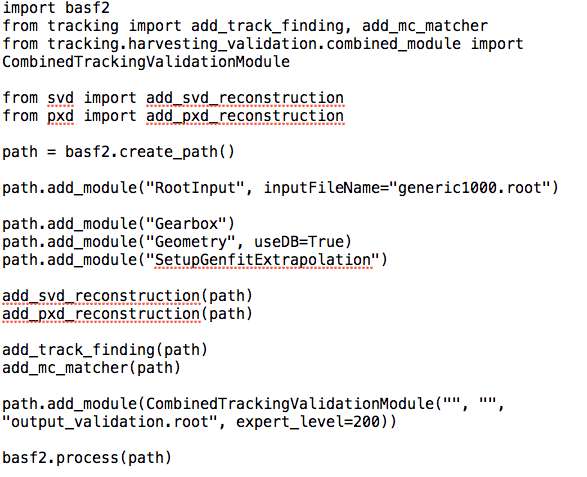 import basf2
from tracking import add_track_finding, add_mc_matcher
from tracking.harvesting_validation.combined_module import
CombinedTrackingValidationModule
from svd import add_svd_reconstruction
from pxd import add_pxd_reconstruction
path = basf2.create_path()
path.add_module("RootInput", inputFileName="generic1000.root")
path.add_module("Gearbox")
path.add_module("Geometry", useDB=True)
path.add_module("SetupGenfitExtrapolation")
add_svd_reconstruction(path)
add_pxd_reconstruction(path)
add_track_finding(path)
add_mc_matcher(path)
path.add_module(CombinedTrackingValidationModule("", "",
"output_validation.root", expert_level=200))
basf2.process(path)